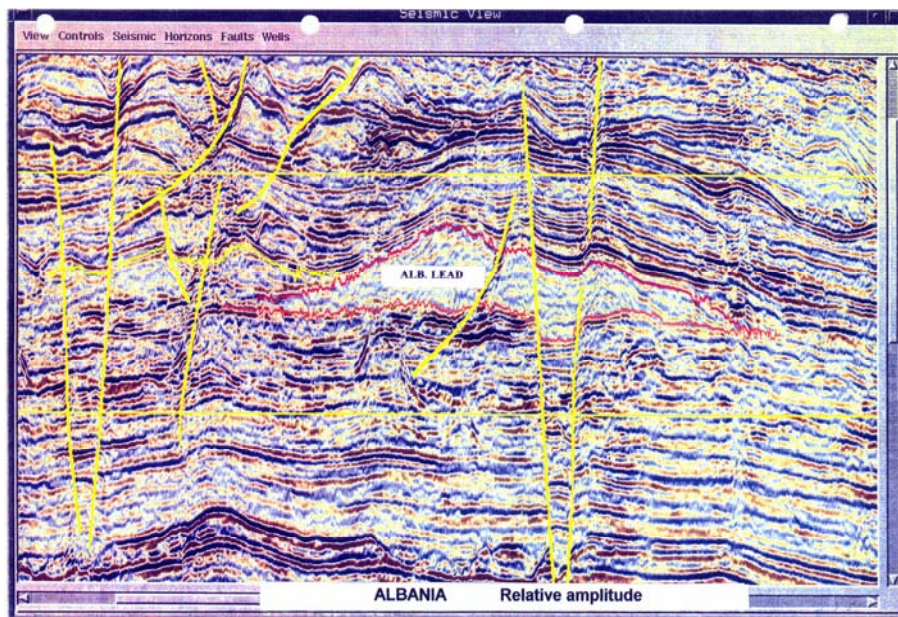 Seismic View
View Controls Seismic Horizons Faults Wells
ALB. LEAD
ALBANIA Relative amplitude